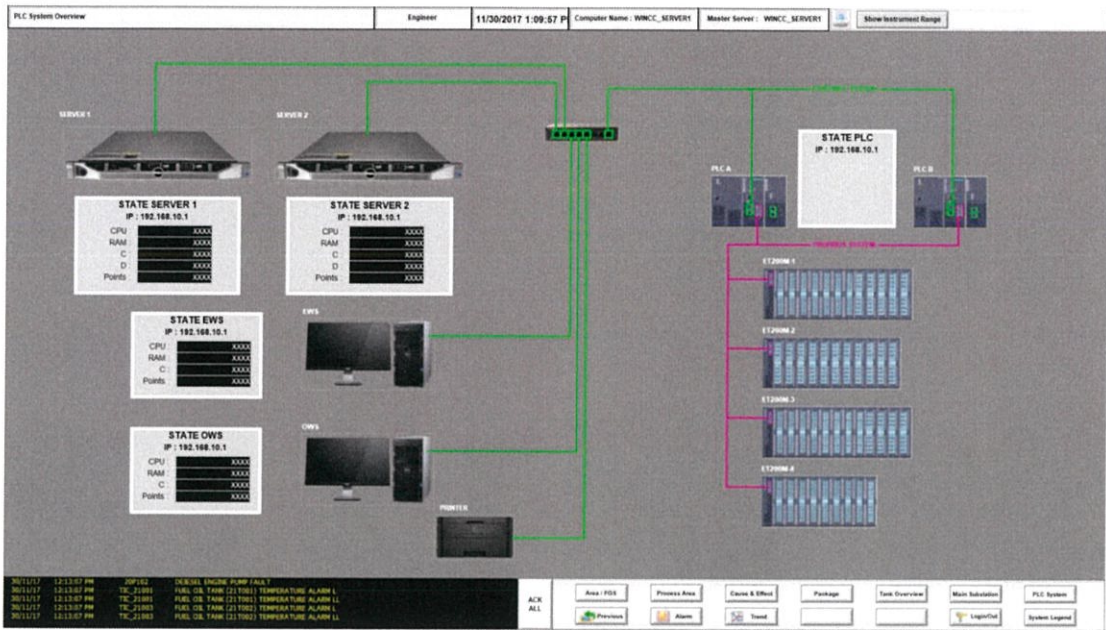 PLC System Overview
Engineer
11/30/2017 1:09:57 P
Computer Name : WINCC_SERVER1
Master Server : WINCC_SERVER1
Show Instrument Range
SERVER 1
SERVER 2
STATE SERVER 1
IP : 192.168.10.1
CPU XXXX
RAM XXXX
C XXXX
D XXXX
Points XXXX
STATE SERVER 2
IP : 192.168.10.1
CPU XXXX
RAM XXXX
C XXXX
D XXXX
Points XXXX
STATE PLC
IP : 192.168.10.1
PLC A
PLC B
ET200M-1
ET200M-2
ET200M-3
ET200M-4
EWS
STATE EWS
IP : 192.168.10.1
CPU XXXX
RAM XXXX
C XXXX
Points XXXX
OWS
STATE OWS
IP : 192.168.10.1
CPU XXXX
RAM XXXX
C XXXX
Points XXXX
PRINTER
30/11/17 12:13:07 PM 20P102 DEIESEL ENGINE PUMP FAULT
30/11/17 12:13:07 PM TIC_21001 FUEL OIL TANK (21T001) TEMPERATURE ALARM L
30/11/17 12:13:07 PM TIC_21001 FUEL OIL TANK (21T001) TEMPERATURE ALARM LL
30/11/17 12:13:07 PM TIC_21003 FUEL OIL TANK (21T002) TEMPERATURE ALARM L
30/11/17 12:13:07 PM TIC_21003 FUEL OIL TANK (21T002) TEMPERATURE ALARM LL
ACK
ALL
Area / FGS
Process Area
Cause & Effect
Package
Tank Overview
Main Substation
PLC System
Previous
Alarm
Trend
Login/Out
System Legend